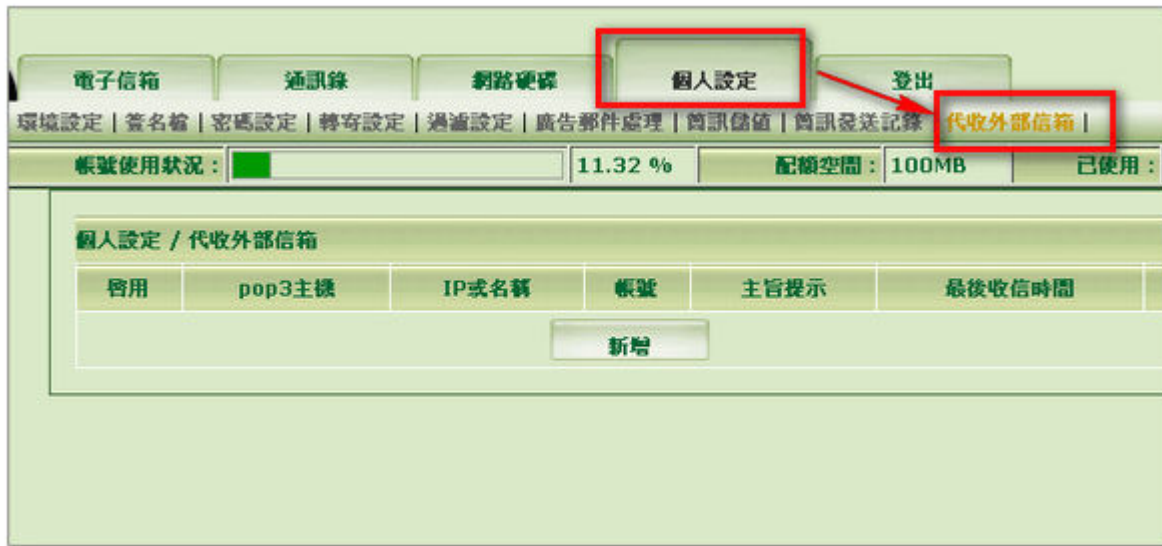 電子信箱 通訊錄 網路硬碟 個人設定 登出
環境設定 | 簽名檔 | 密碼設定 | 轉寄設定 | 過濾設定 | 廣告郵件處理 | 簡訊儲值 | 簡訊發送記錄 代收外部信箱 |
帳號使用狀況： 11.32 % 配額空間： 100MB 已使用：
個人設定 / 代收外部信箱
啓用 pop3主機 IP或名稱 帳號 主旨提示 最後收信時間
新增